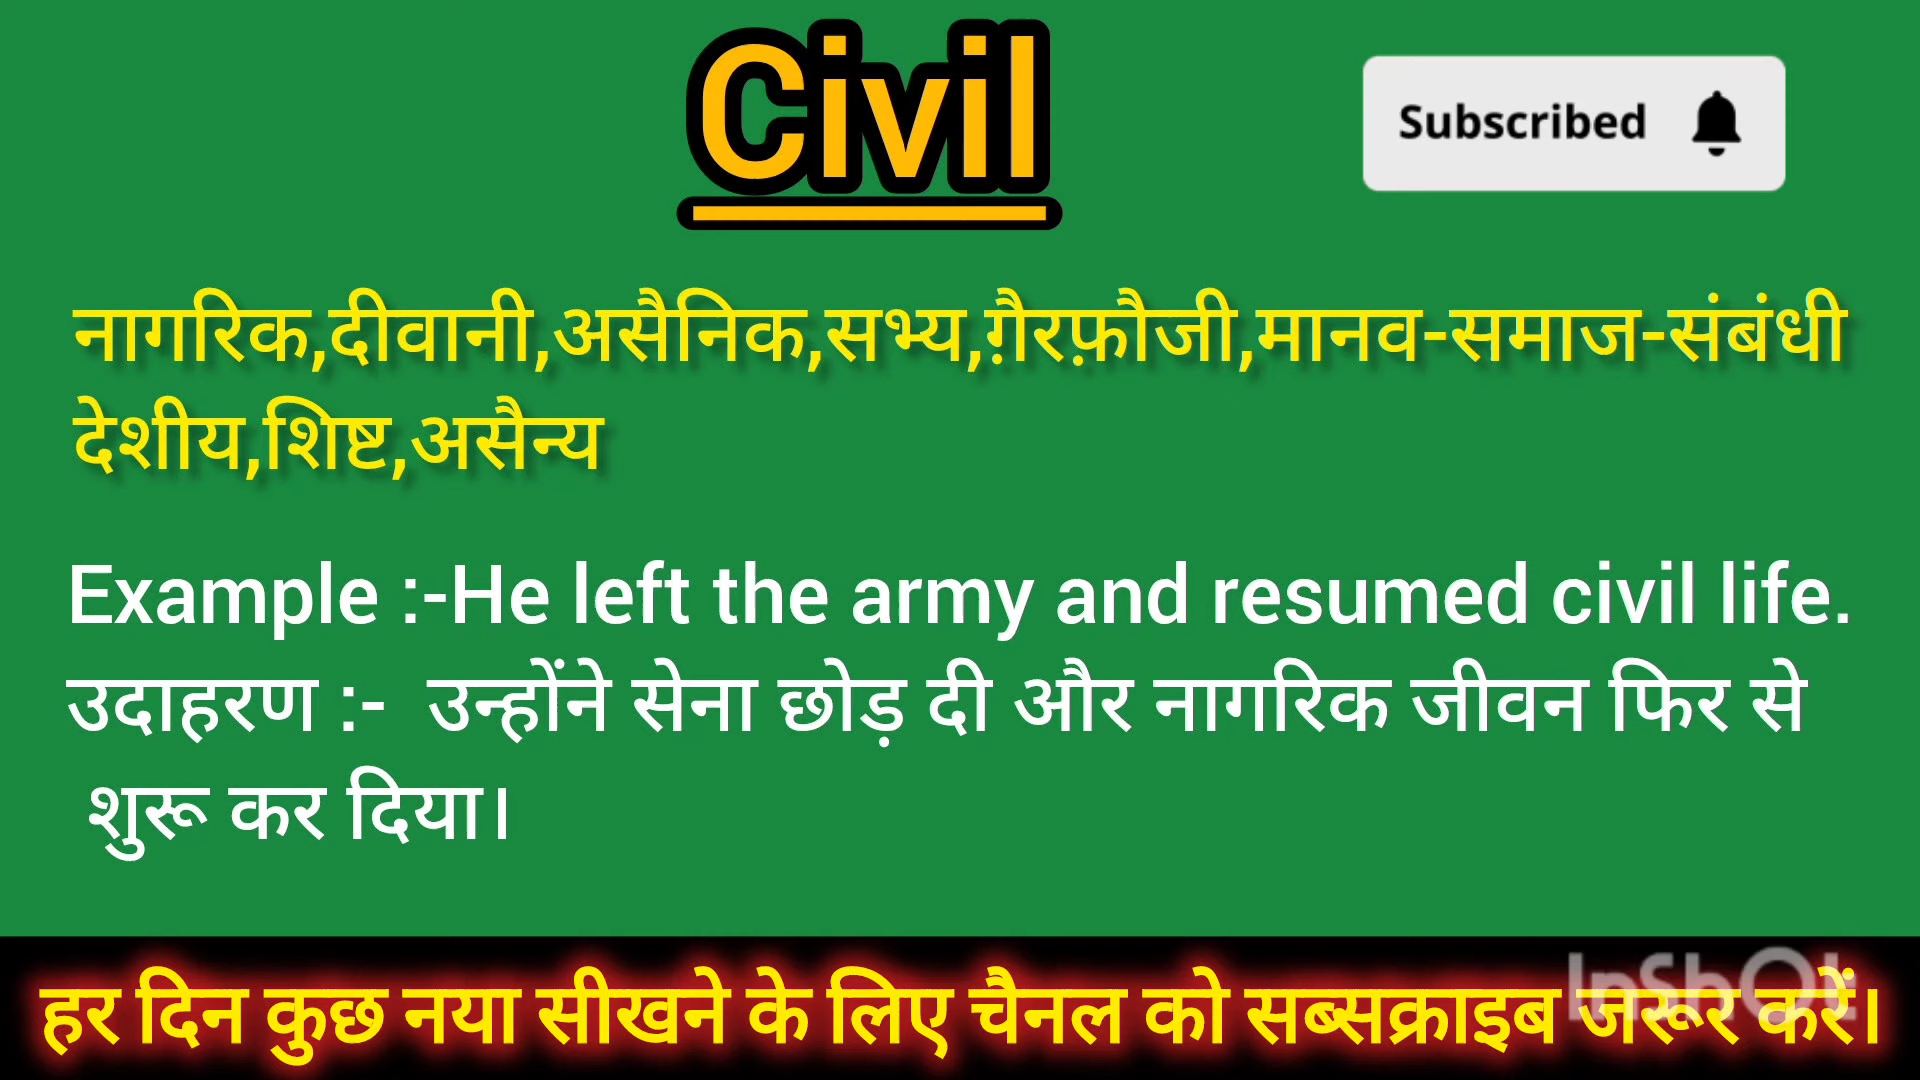 Civil
Subscribed
नागरिक,दीवानी,असैनिक,सभ्य,ग़ैरफ़ौजी,मानव-समाज-संबंधी
देशीय,शिष्ट,असैन्य
Example :-He left the army and resumed civil life.
उदाहरण :- उन्होंने सेना छोड़ दी और नागरिक जीवन फिर से
शुरू कर दिया।
हर दिन कुछ नया सीखने के लिए चैनल को सब्सक्राइब जरूर करें।
InShOt